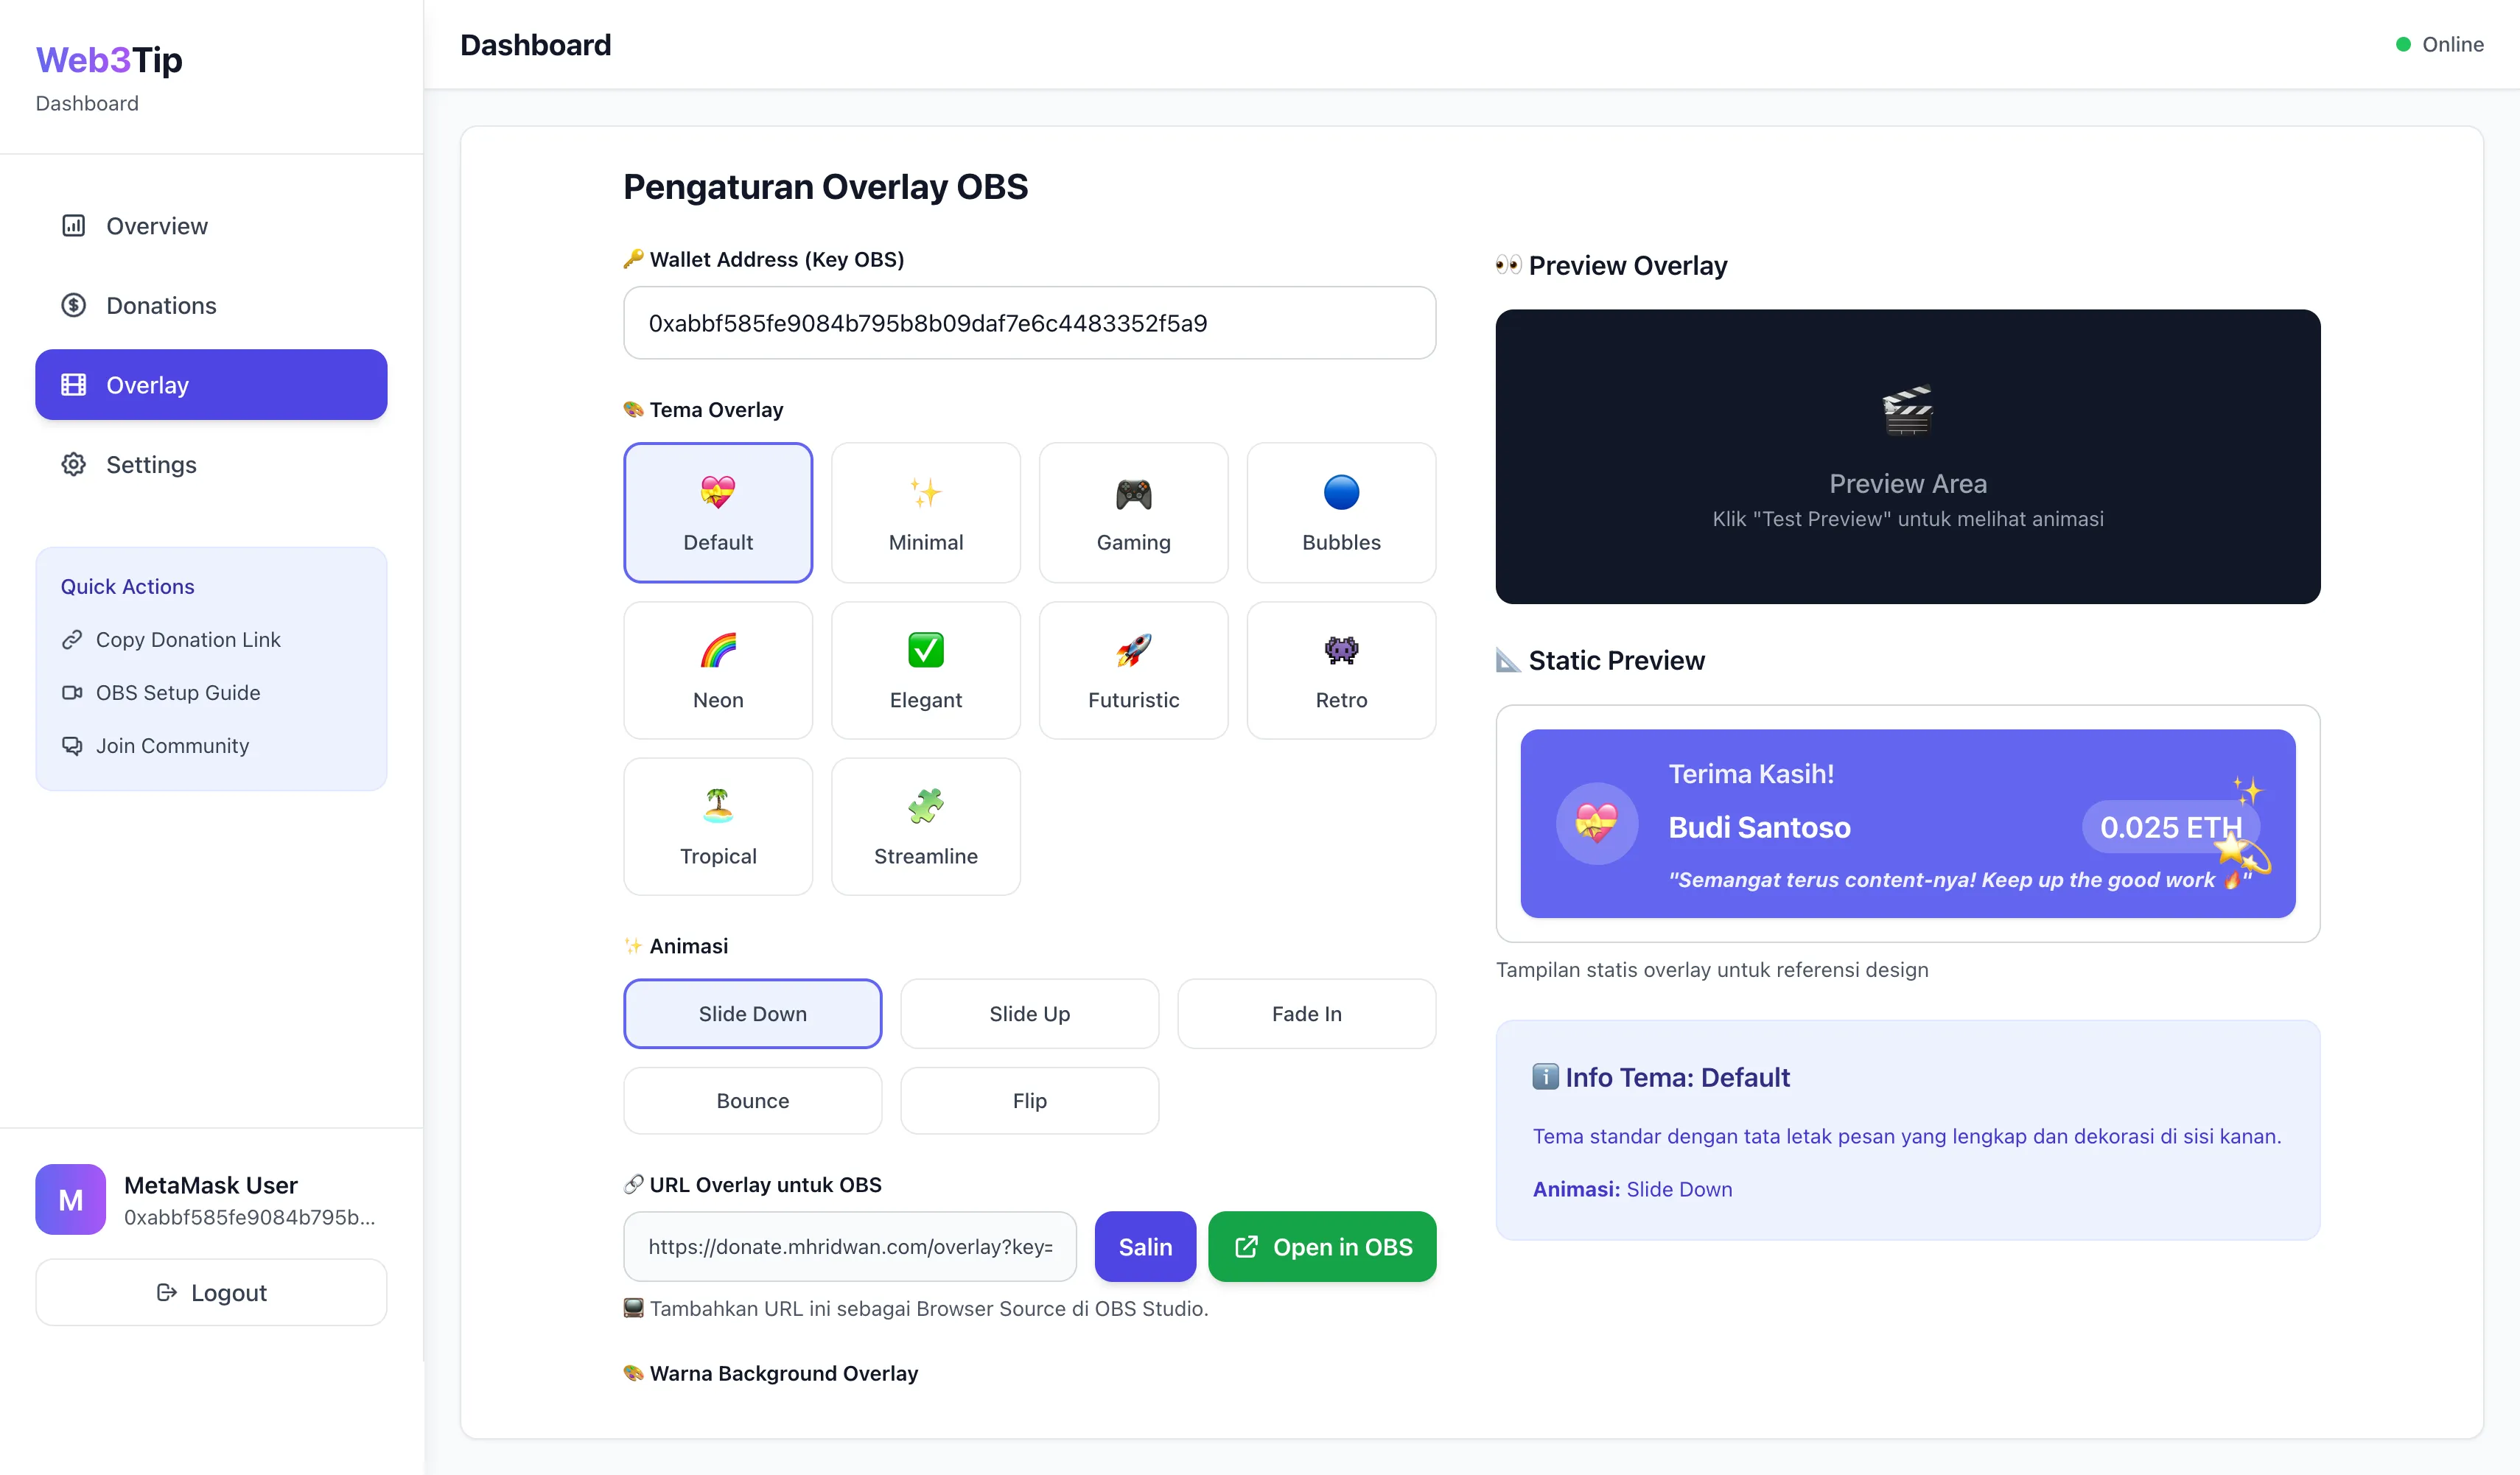 Web3Tip
Dashboard
Overview
Donations
Overlay
Settings
Quick Actions
Copy Donation Link
OBS Setup Guide
Join Community
M
MetaMask User
0xabbf585fe9084b795b...
Logout
Dashboard
Online
Pengaturan Overlay OBS
🔑 Wallet Address (Key OBS)
0xabbf585fe9084b795b8b09daf7e6c4483352f5a9
🎨 Tema Overlay
Default
Minimal
Gaming
Bubbles
Neon
Elegant
Futuristic
Retro
Tropical
Streamline
✨ Animasi
Slide Down
Slide Up
Fade In
Bounce
Flip
🔗 URL Overlay untuk OBS
https://donate.mhridwan.com/overlay?key=
Salin
Open in OBS
📺 Tambahkan URL ini sebagai Browser Source di OBS Studio.
🎨 Warna Background Overlay
👀 Preview Overlay
Preview Area
Klik "Test Preview" untuk melihat animasi
📐 Static Preview
Terima Kasih!
Budi Santoso
0.025 ETH
"Semangat terus content-nya! Keep up the good work 🔥"
Tampilan statis overlay untuk referensi design
ℹ️ Info Tema: Default
Tema standar dengan tata letak pesan yang lengkap dan dekorasi di sisi kanan.
Animasi: Slide Down